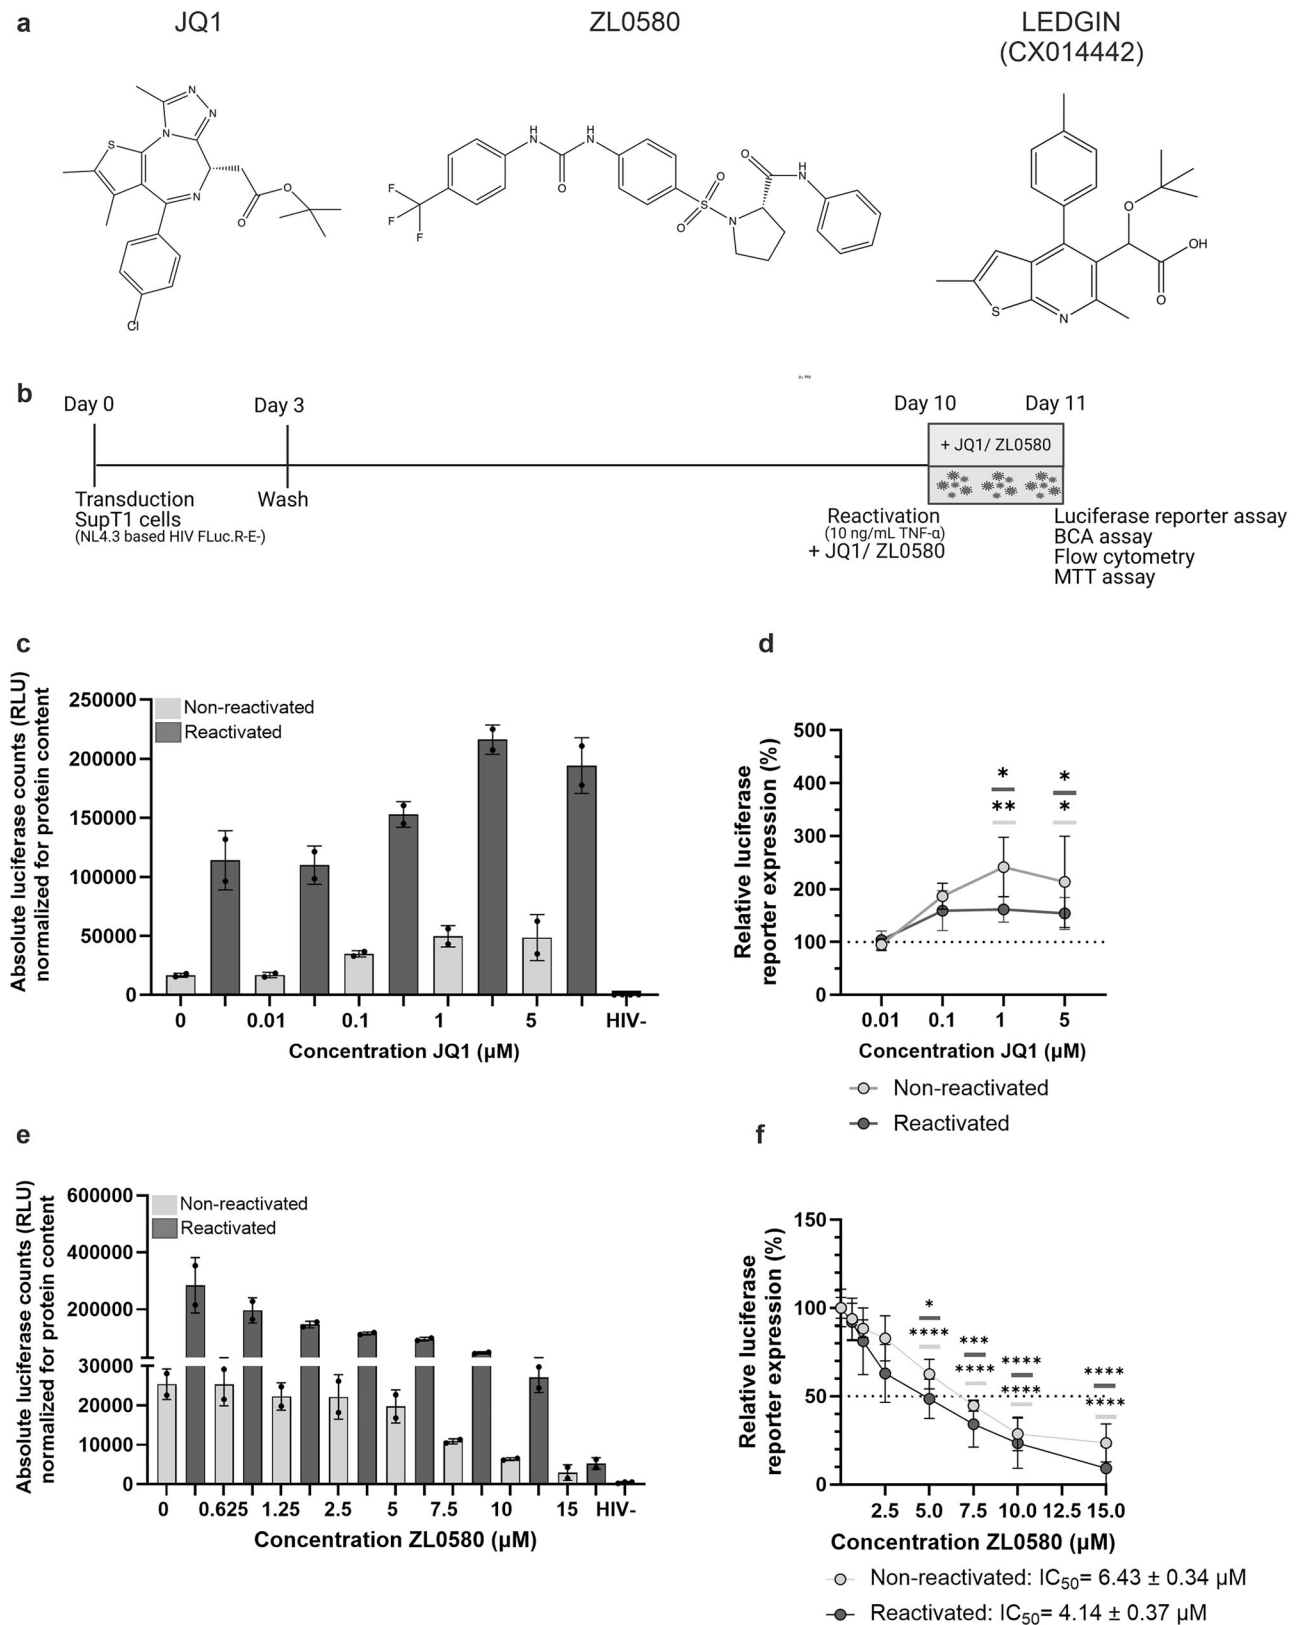 a
JQ1
ZL0580
LEDGIN
(CX014442)
N
N
N
S
N
O
O
Cl
H
N
H
N
O
F
F
F
O
S
O
N
O
H
N
O
OH
O
S
N
b
Day 0
Day 3
Day 10
Day 11
+ JQ1/ ZL0580
Transduction
SupT1 cells
(NL4.3 based HIV FLuc.R-E-)
Wash
Reactivation
(10 ng/mL TNF-α)
+ JQ1/ ZL0580
Luciferase reporter assay
BCA assay
Flow cytometry
MTT assay
c
Absolute luciferase counts (RLU)
normalized for protein content
250000
200000
150000
100000
50000
0
Non-reactivated
Reactivated
0 0.01 0.1 1 5 HIV-
Concentration JQ1 (µM)
d
Relative luciferase
reporter expression (%)
500
400
300
200
100
0
* *
** *
0.01 0.1 1 5
Concentration JQ1 (µM)
Non-reactivated
Reactivated
e
Absolute luciferase counts (RLU)
normalized for protein content
600000
400000
200000
30000
20000
10000
0
Non-reactivated
Reactivated
0 0.625 1.25 2.5 5 7.5 10 15 HIV-
Concentration ZL0580 (µM)
f
Relative luciferase
reporter expression (%)
150
100
50
0
* *** **** ****
**** **** **** ****
2.5 5.0 7.5 10.0 12.5 15.0
Concentration ZL0580 (µM)
Non-reactivated: IC50= 6.43 ± 0.34 µM
Reactivated: IC50= 4.14 ± 0.37 µM